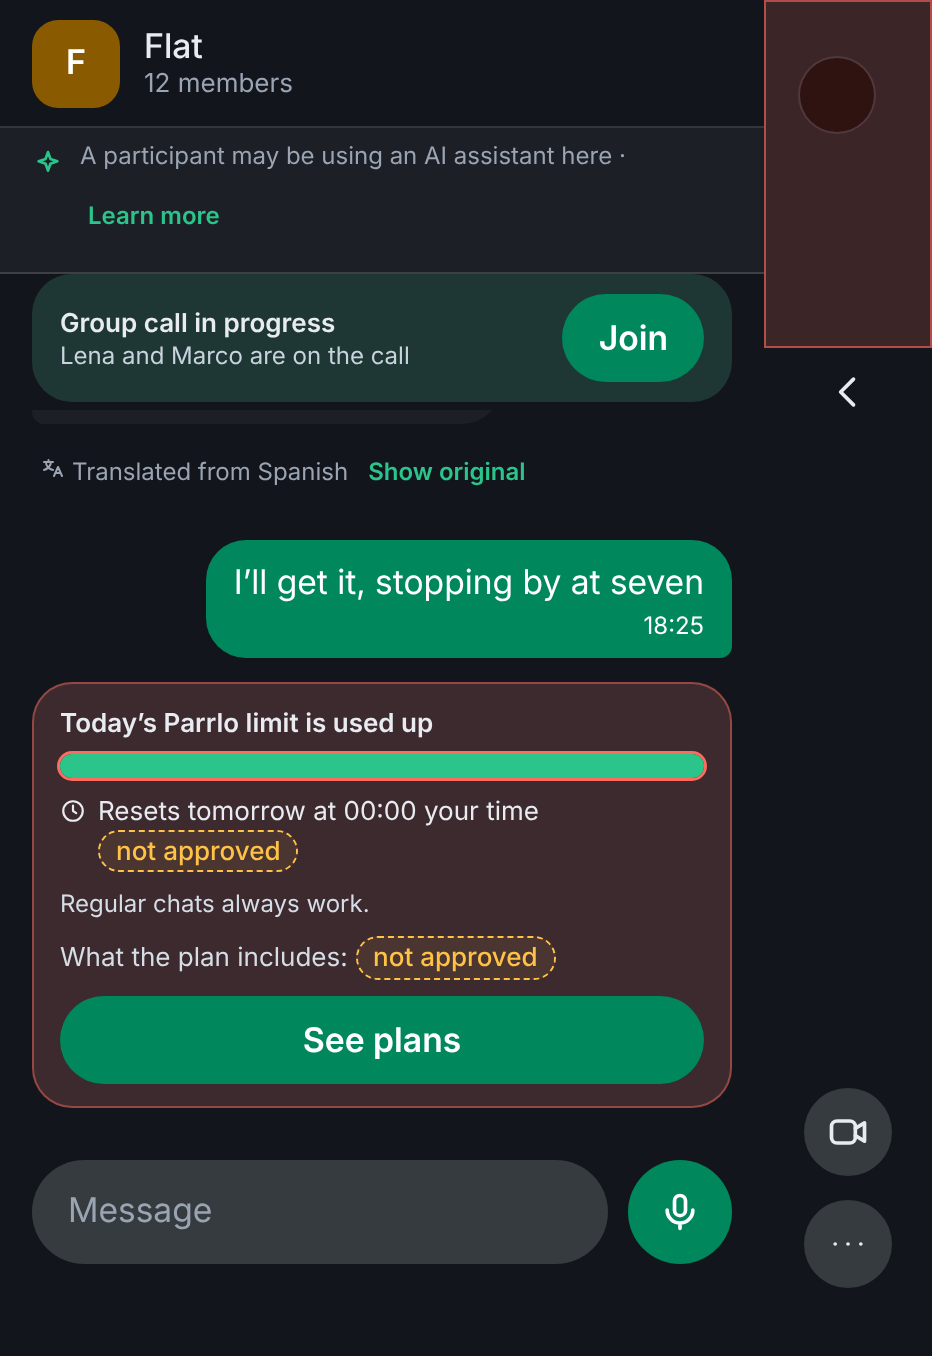 F
Flat
12 members
A participant may be using an AI assistant here ·
Learn more
Group call in progress
Lena and Marco are on the call
Join
Translated from Spanish Show original
I’ll get it, stopping by at seven
18:25
Today’s Parrlo limit is used up
Resets tomorrow at 00:00 your time
not approved
Regular chats always work.
What the plan includes: not approved
See plans
Message